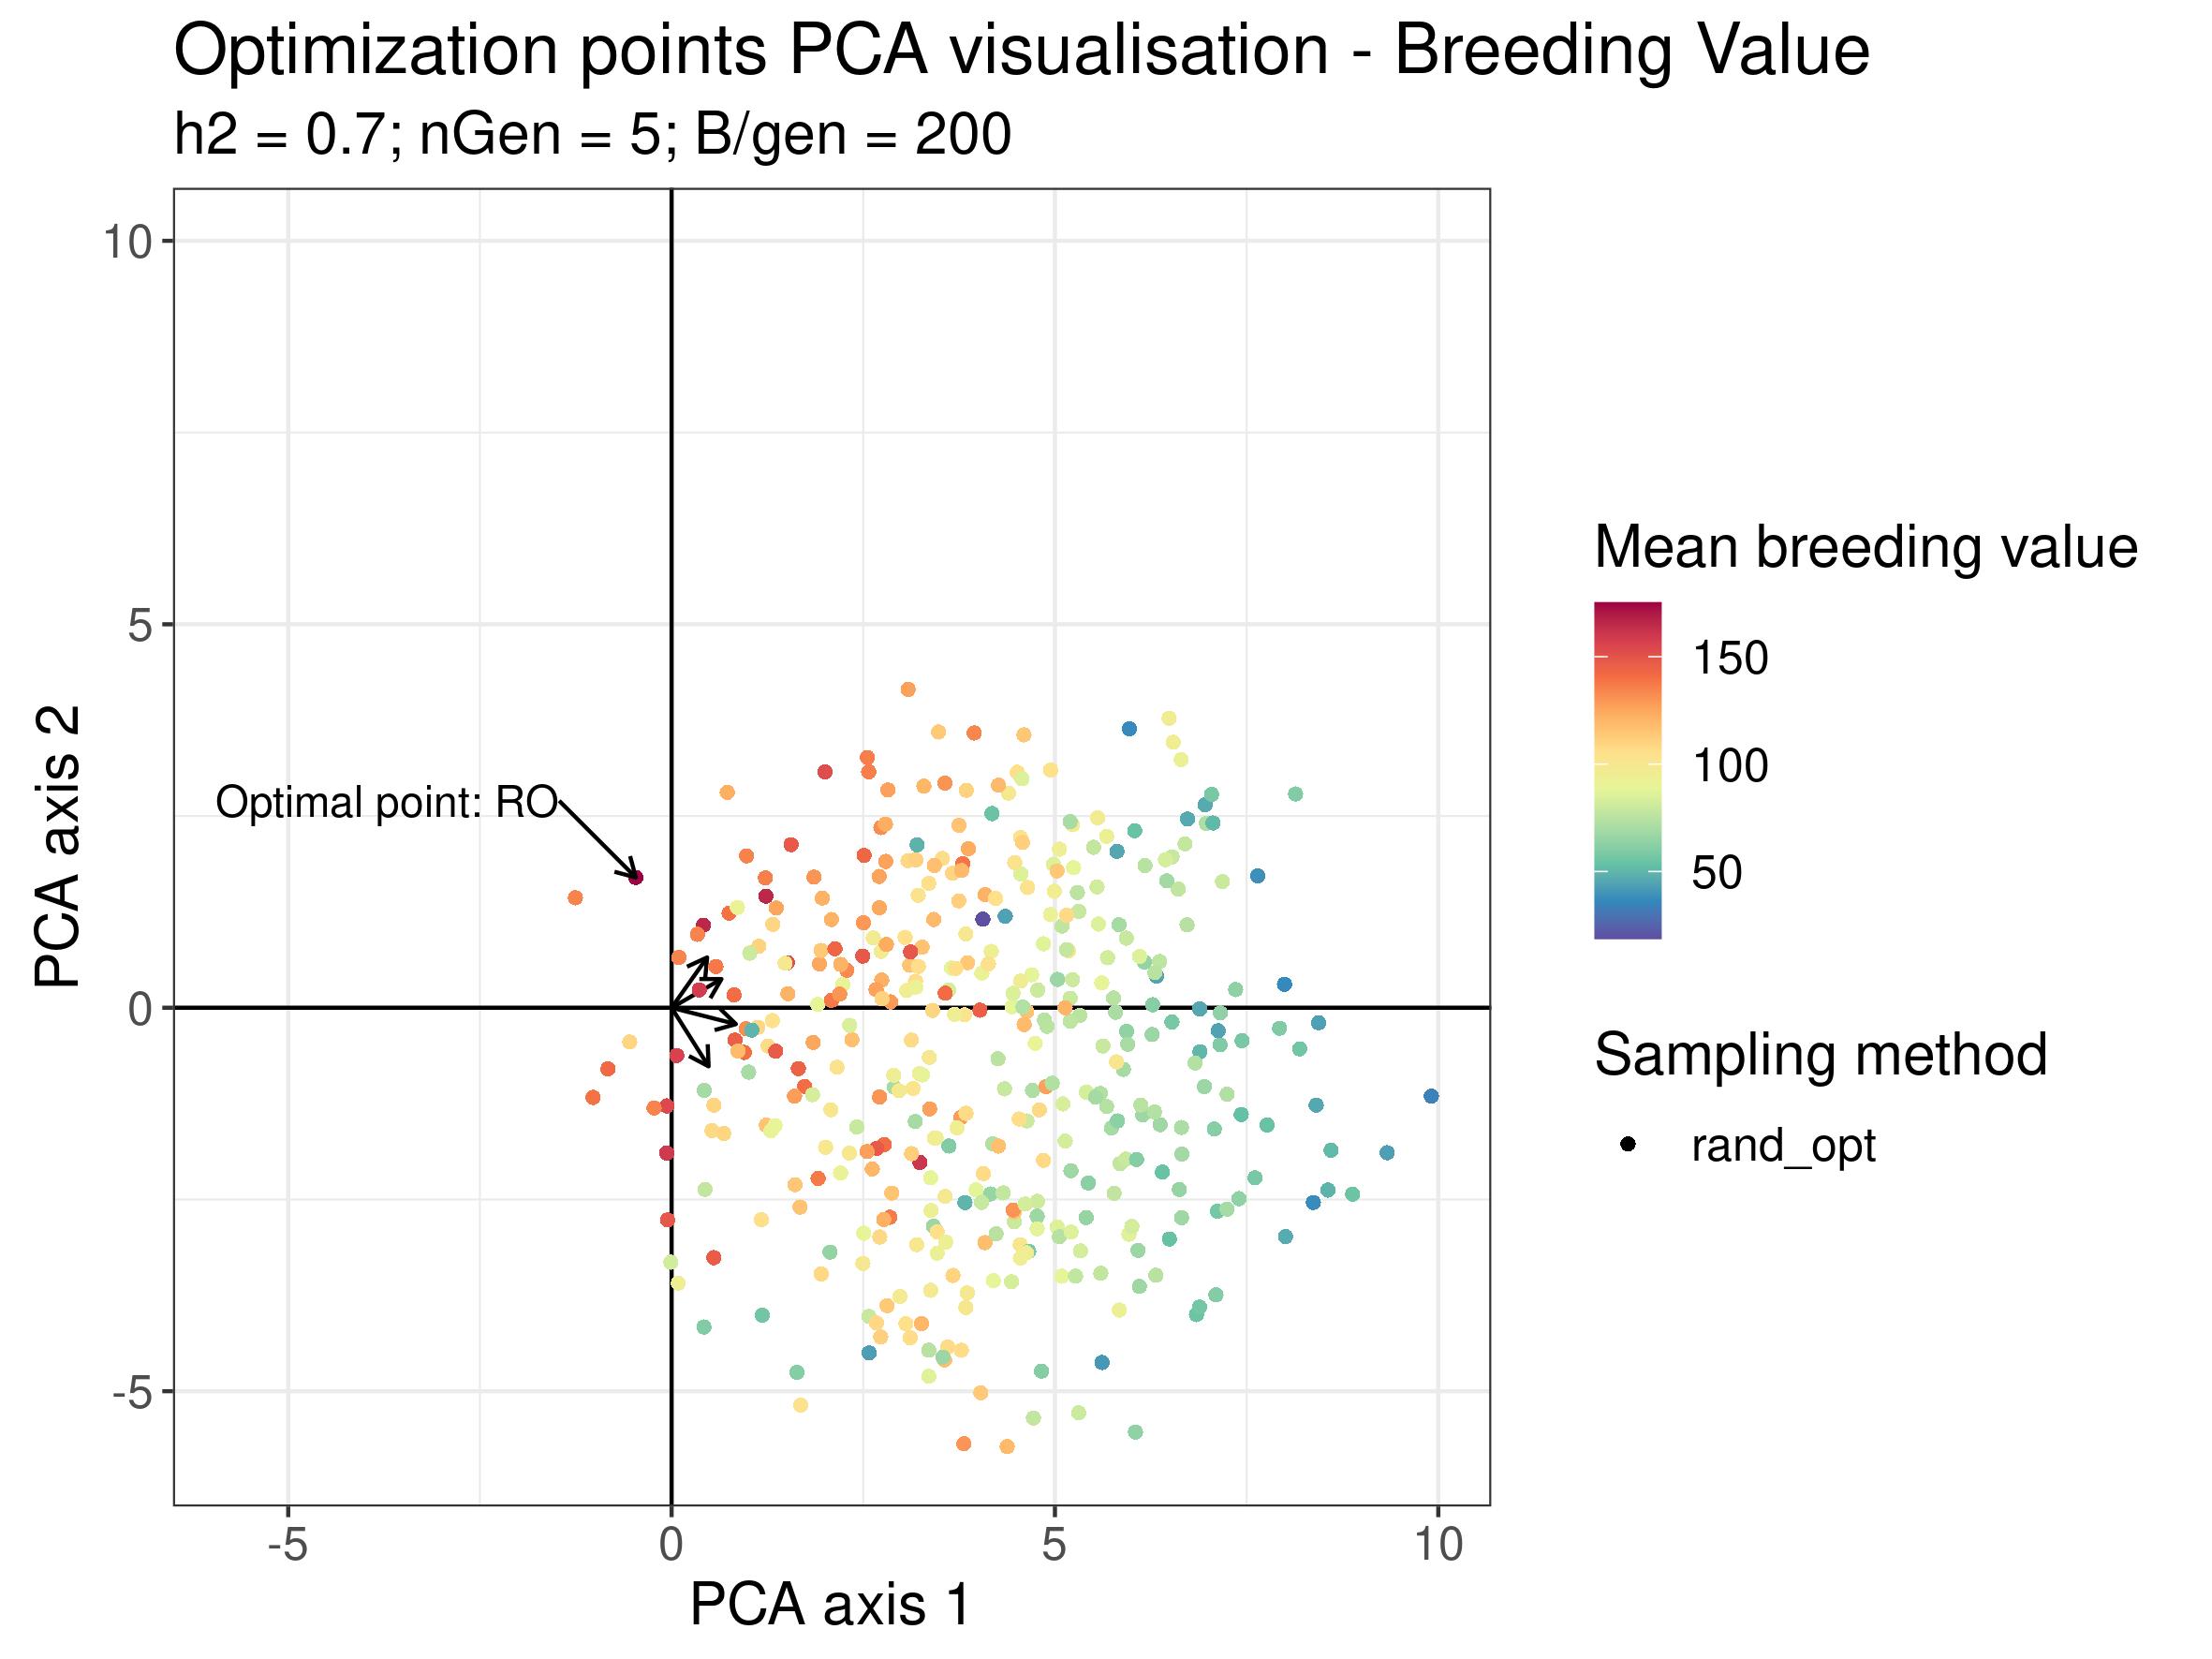 Optimization points PCA visualisation - Breeding Value
h2 = 0.7; nGen = 5; B/gen = 200
10
5
0
-5
PCA axis 2
Optimal point: RO
-5
0
5
10
PCA axis 1
Mean breeding value
150
100
50
Sampling method
rand_opt